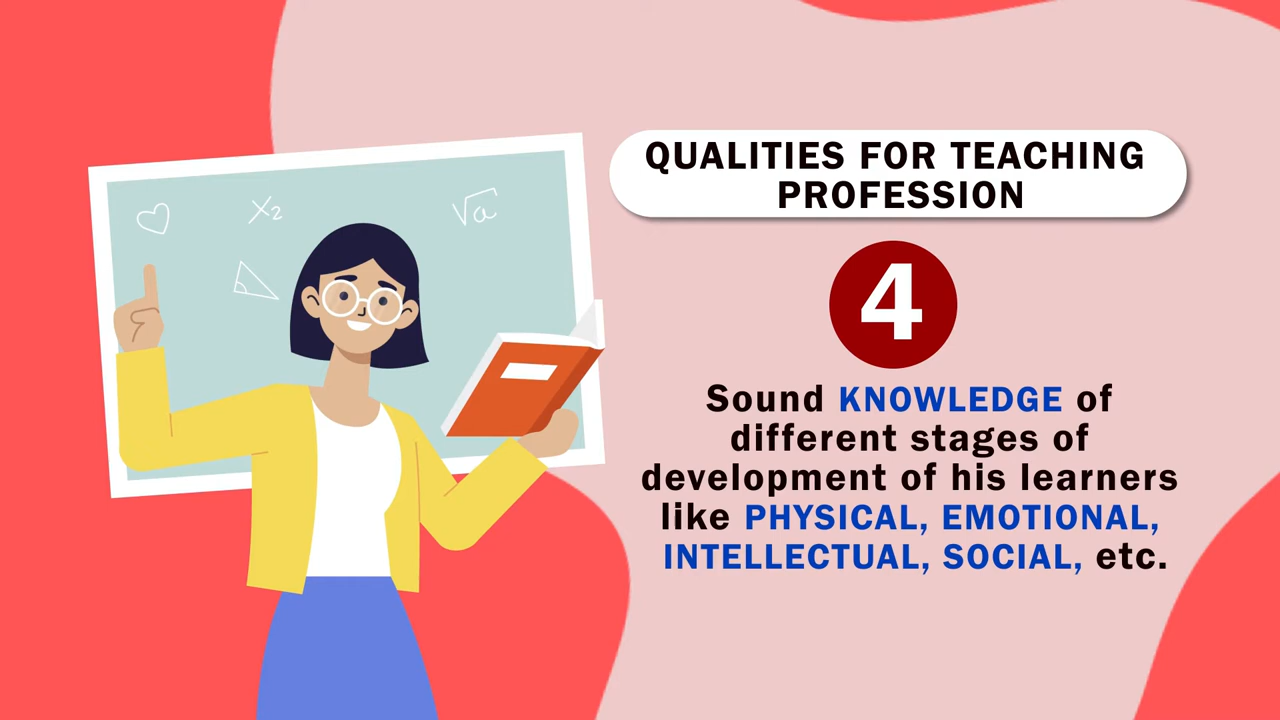 QUALITIES FOR TEACHING
PROFESSION
4
Sound KNOWLEDGE of
different stages of
development of his learners
like PHYSICAL, EMOTIONAL,
INTELLECTUAL, SOCIAL, etc.
X2
√a